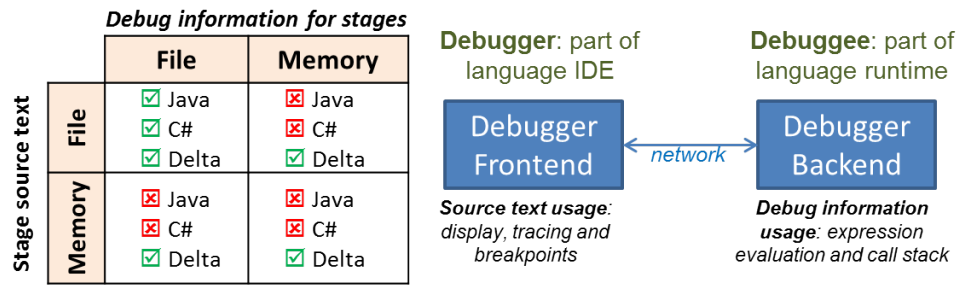 Debug information for stages
File Memory
Stage source text
File
☑ Java ☒ Java
☑ C# ☒ C#
☑ Delta ☑ Delta
Memory
☒ Java ☒ Java
☒ C# ☒ C#
☑ Delta ☑ Delta
Debugger: part of
language IDE
Debugger
Frontend
Source text usage:
display, tracing and
breakpoints
network
Debuggee: part of
language runtime
Debugger
Backend
Debug information
usage: expression
evaluation and call stack